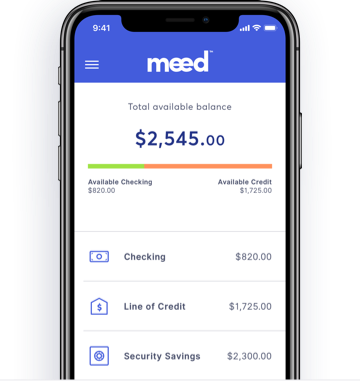 9:41
meed™
Total available balance
$2,545.00
Available Checking Available Credit
$820.00 $1,725.00
Checking $820.00
Line of Credit $1,725.00
Security Savings $2,300.00